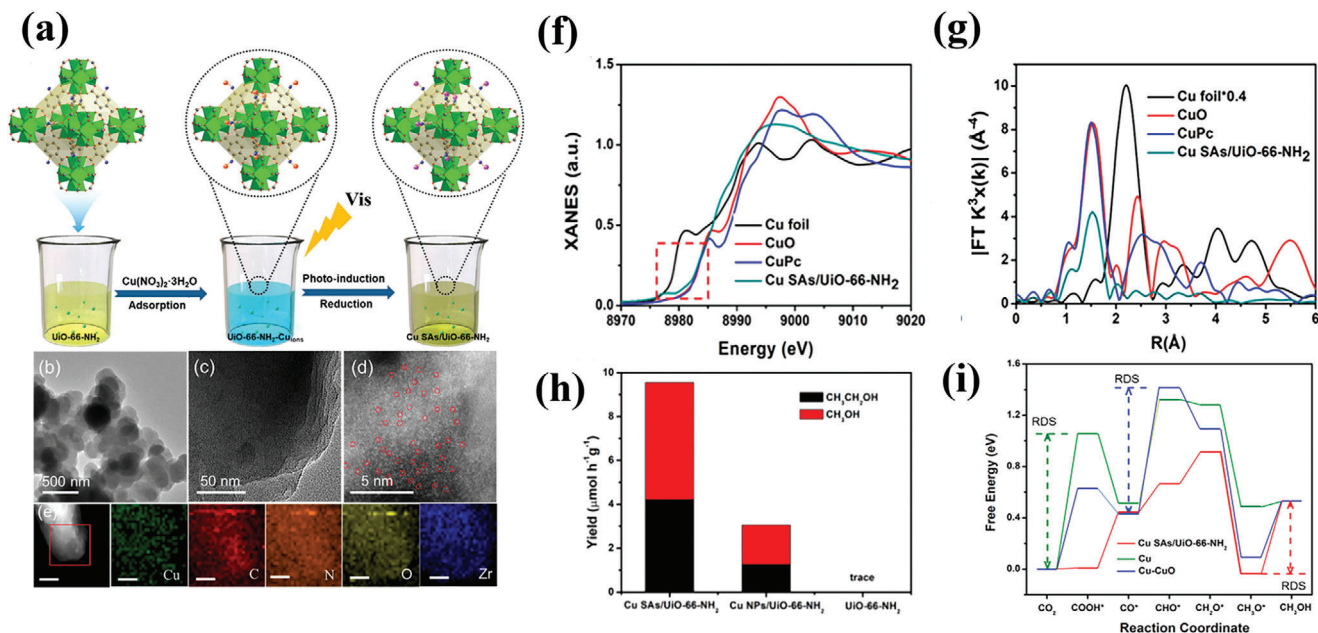 (a)
Vis
Cu(NO3)2·3H2O
Adsorption
Photo-induction
Reduction
UiO-66-NH2
UiO-66-NH2-Cuions
Cu SAs/UiO-66-NH2
(b)
500 nm
(c)
50 nm
(d)
5 nm
(e)
Cu
C
N
O
Zr
(f)
XANES (a.u.)
1.5
1.0
0.5
0.0
Cu foil
CuO
CuPc
Cu SAs/UiO-66-NH2
8970 8980 8990 9000 9010 9020
Energy (eV)
(g)
|FT K³x(k)| (Å⁻⁴)
10
8
6
4
2
0
Cu foil*0.4
CuO
CuPc
Cu SAs/UiO-66-NH2
0 1 2 3 4 5 6
R(Å)
(h)
Yield (μmol h⁻¹g⁻¹)
10
8
6
4
2
0
CH3CH2OH
CH3OH
trace
Cu SAs/UiO-66-NH2 Cu NPs/UiO-66-NH2 UiO-66-NH2
(i)
Free Energy (eV)
1.6
1.2
0.8
0.4
0.0
RDS
RDS
RDS
Cu SAs/UiO-66-NH2
Cu
Cu-CuO
CO2 COOH* CO* CHO* CH2O* CH3O* CH3OH
Reaction Coordinate